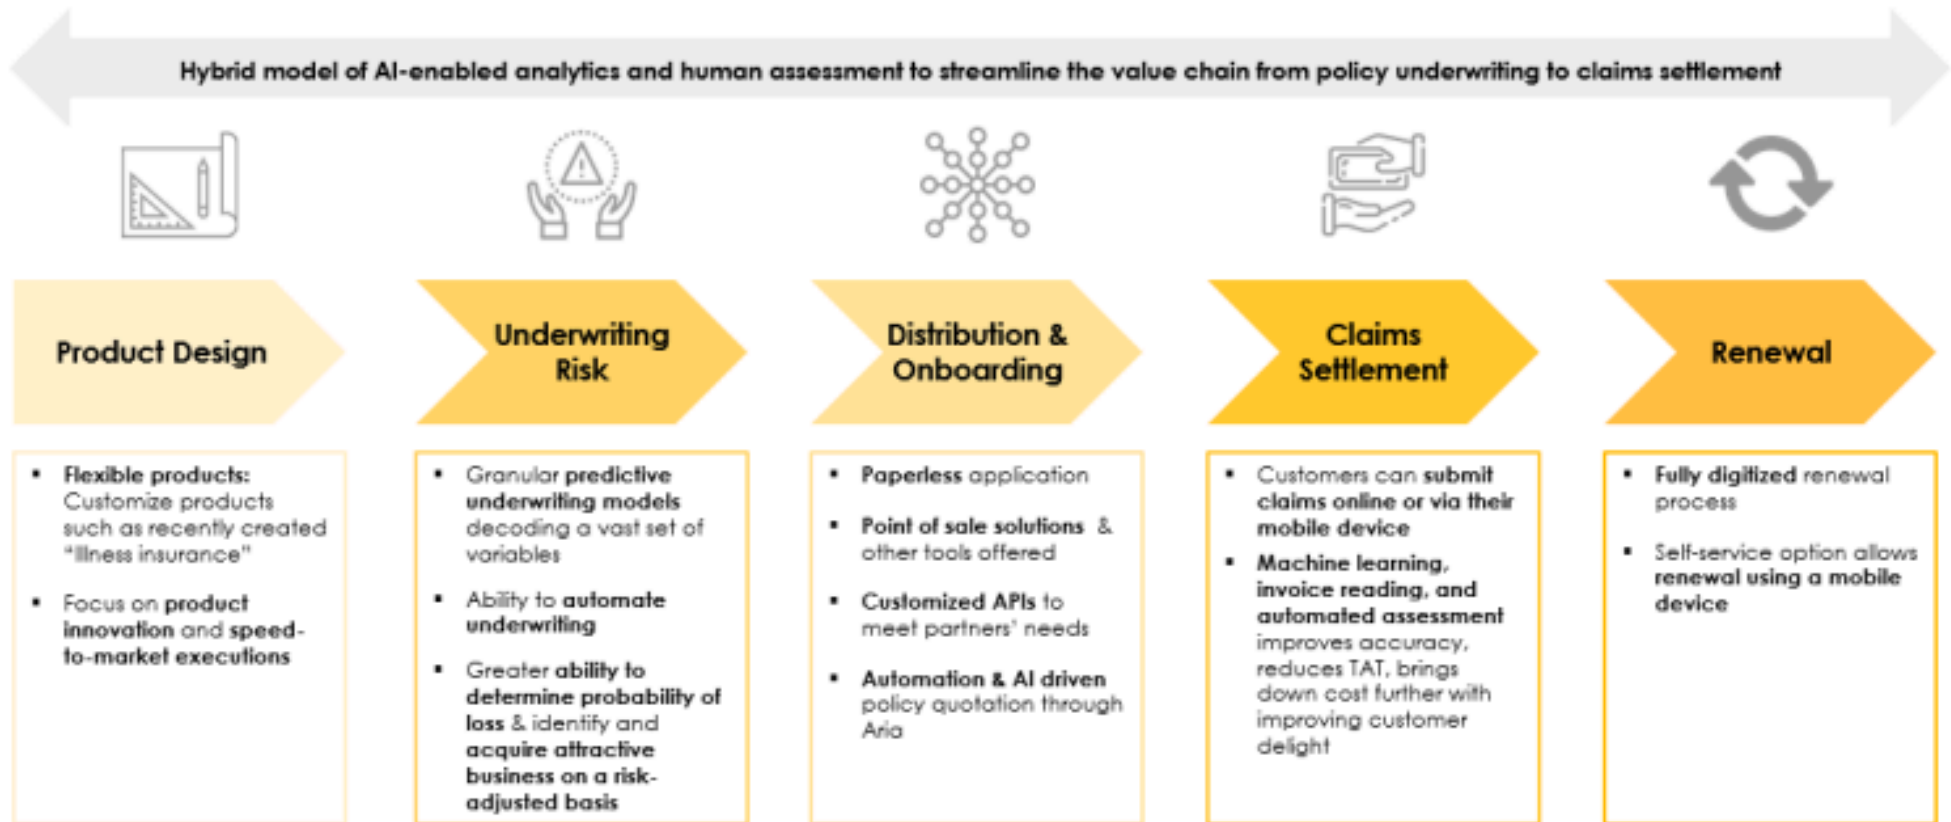 Hybrid model of AI-enabled analytics and human assessment to streamline the value chain from policy underwriting to claims settlement
Product Design
Underwriting
Risk
Distribution &
Onboarding
Claims
Settlement
Renewal
▪ Flexible products:
Customize products
such as recently created
“Illness insurance”
▪ Focus on product
innovation and speed-
to-market executions
▪ Granular predictive
underwriting models
decoding a vast set of
variables
▪ Ability to automate
underwriting
▪ Greater ability to
determine probability of
loss & identify and
acquire attractive
business on a risk-
adjusted basis
▪ Paperless application
▪ Point of sale solutions &
other tools offered
▪ Customized APIs to
meet partners’ needs
▪ Automation & AI driven
policy quotation through
Aria
▪ Customers can submit
claims online or via their
mobile device
▪ Machine learning,
invoice reading, and
automated assessment
improves accuracy,
reduces TAT, brings
down cost further with
improving customer
delight
▪ Fully digitized renewal
process
▪ Self-service option allows
renewal using a mobile
device